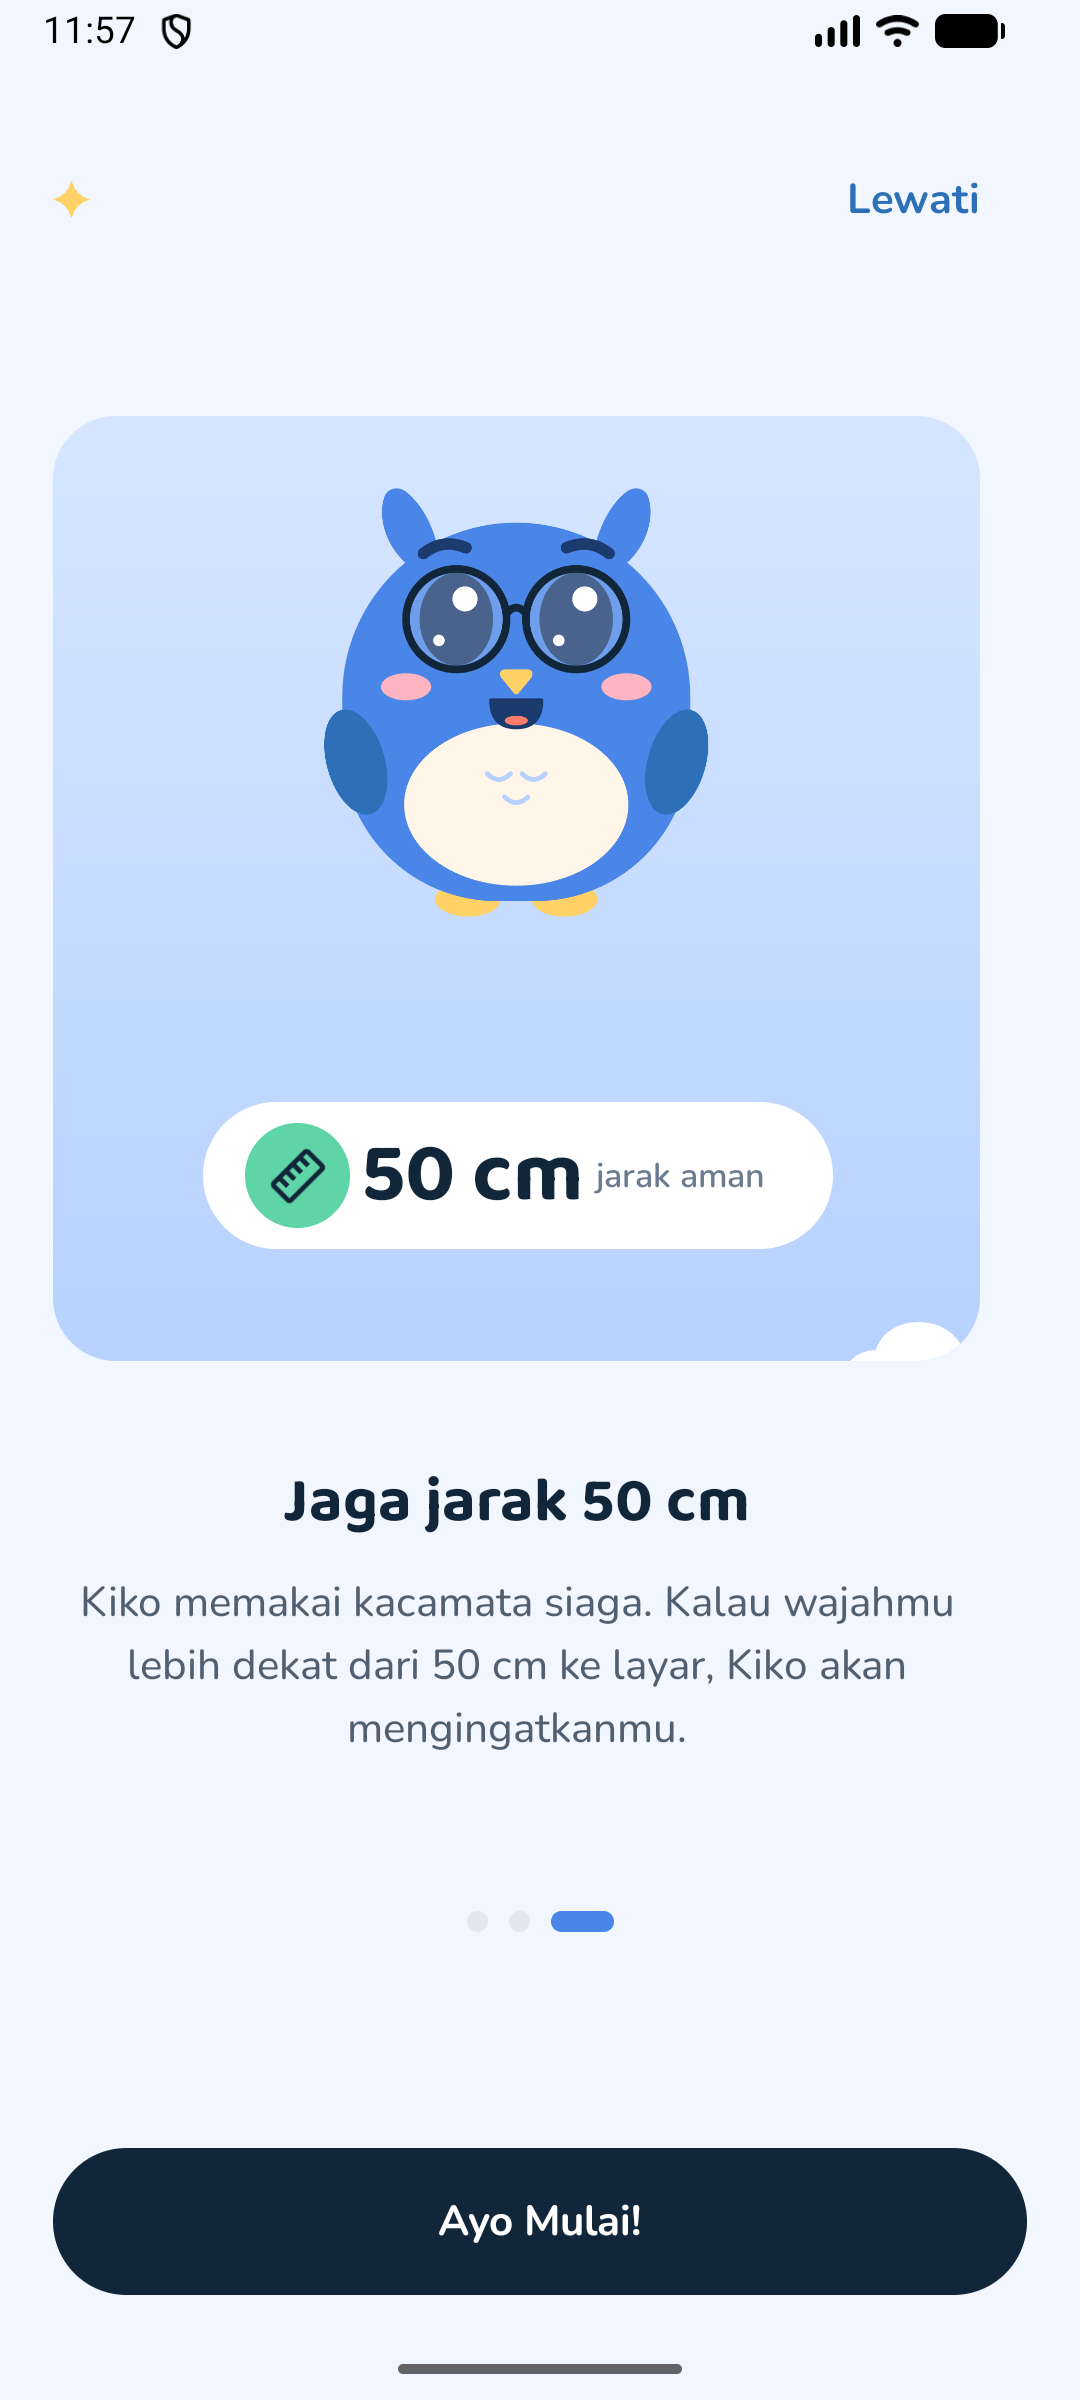 11:57
Lewati
50 cm jarak aman
Jaga jarak 50 cm
Kiko memakai kacamata siaga. Kalau wajahmu
lebih dekat dari 50 cm ke layar, Kiko akan
mengingatkanmu.
Ayo Mulai!